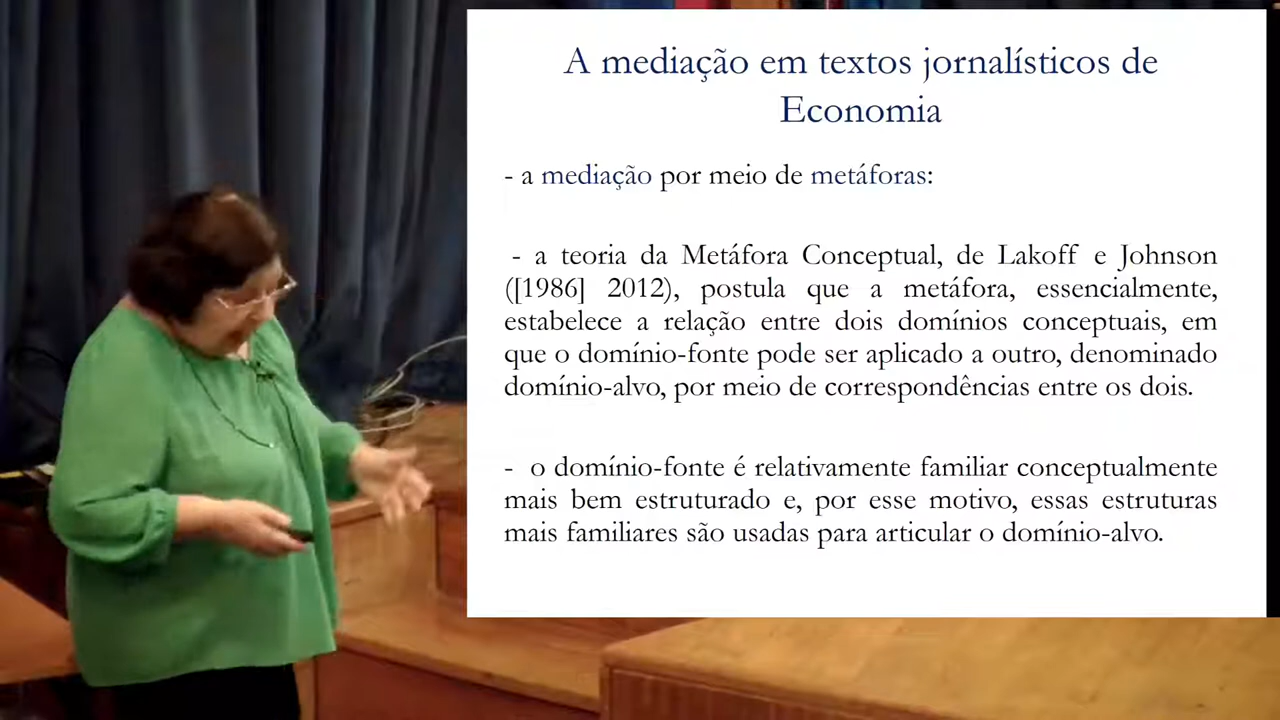 A mediação em textos jornalísticos de
Economia
- a mediação por meio de metáforas:
- a teoria da Metáfora Conceptual, de Lakoff e Johnson
([1986] 2012), postula que a metáfora, essencialmente,
estabelece a relação entre dois domínios conceptuais, em
que o domínio-fonte pode ser aplicado a outro, denominado
domínio-alvo, por meio de correspondências entre os dois.
- o domínio-fonte é relativamente familiar conceptualmente
mais bem estruturado e, por esse motivo, essas estruturas
mais familiares são usadas para articular o domínio-alvo.